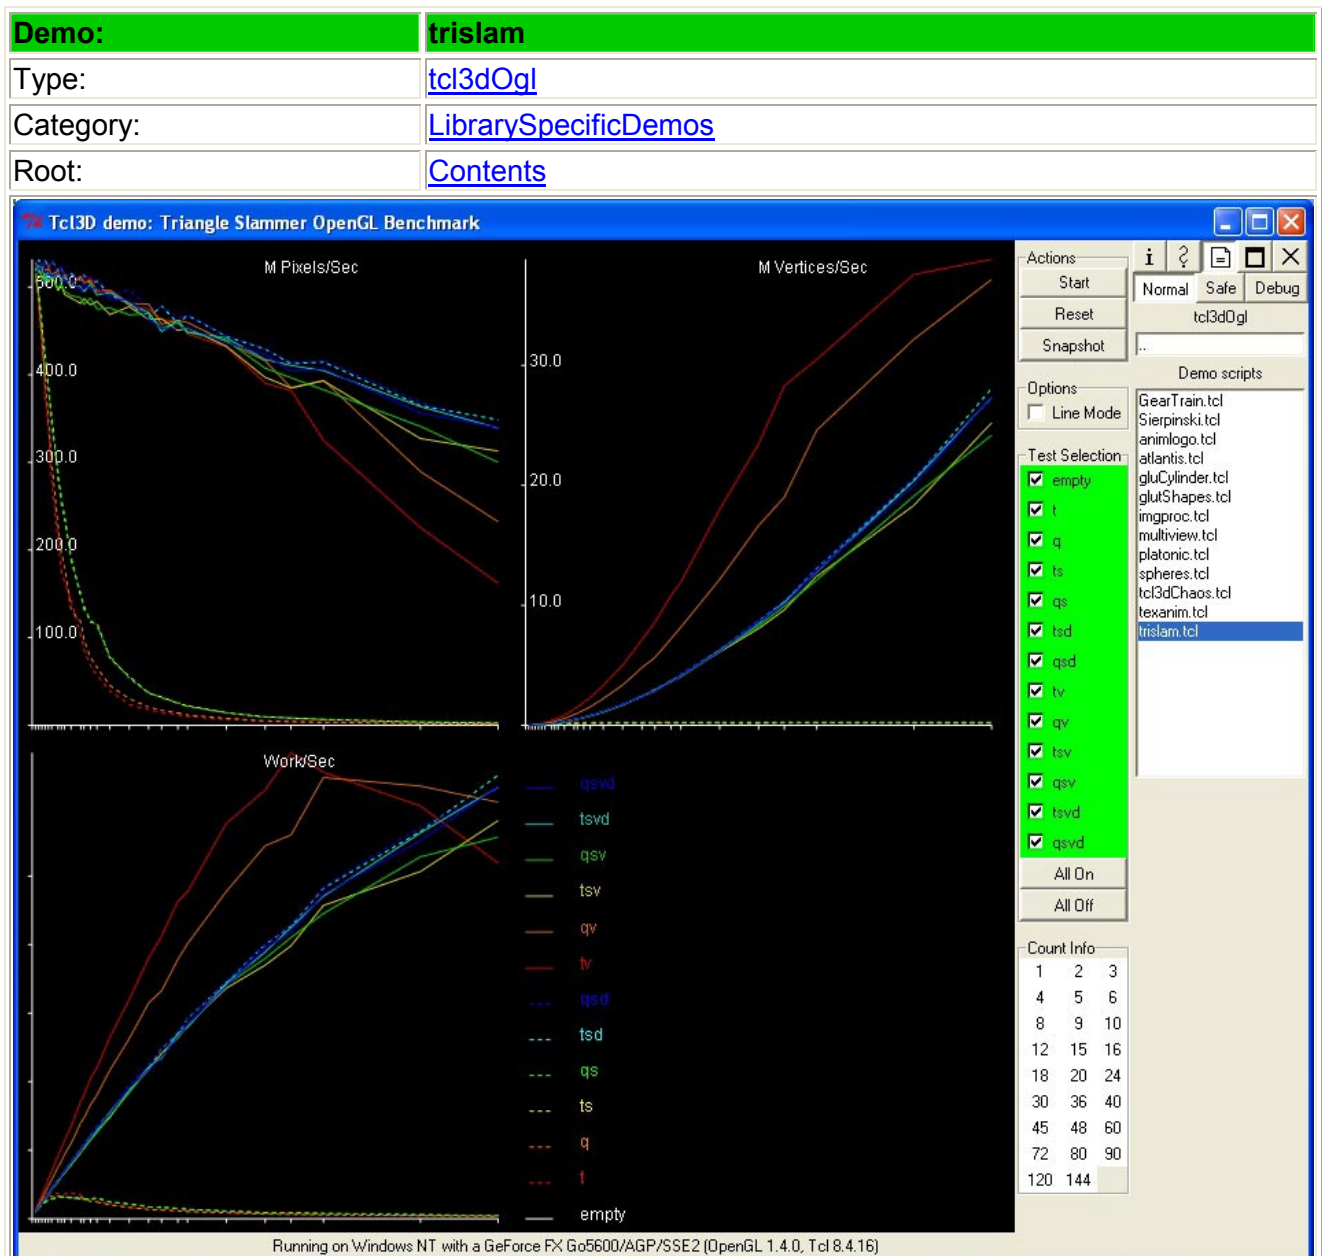 Demo: trislam
Type: tcl3dOgl
Category: LibrarySpecificDemos
Root: Contents
Tcl3D demo: Triangle Slammer OpenGL Benchmark
M Pixels/Sec
500.0
400.0
300.0
200.0
100.0
M Vertices/Sec
30.0
20.0
10.0
Work/Sec
qsvd
tsvd
qsv
tsv
qv
tv
qsd
tsd
qs
ts
q
t
empty
Actions
Start
Reset
Snapshot
Options
Line Mode
Test Selection
empty
t
q
ts
qs
tsd
qsd
tv
qv
tsv
qsv
tsvd
qsvd
All On
All Off
Count Info
1 2 3
4 5 6
8 9 10
12 15 16
18 20 24
30 36 40
45 48 60
72 80 90
120 144
i ?
Normal Safe Debug
tcl3dOgl
..
Demo scripts
GearTrain.tcl
Sierpinski.tcl
animlogo.tcl
atlantis.tcl
gluCylinder.tcl
glutShapes.tcl
imgproc.tcl
multiview.tcl
platonic.tcl
spheres.tcl
tcl3dChaos.tcl
texanim.tcl
trislam.tcl
Running on Windows NT with a GeForce FX Go5600/AGP/SSE2 (OpenGL 1.4.0, Tcl 8.4.16)